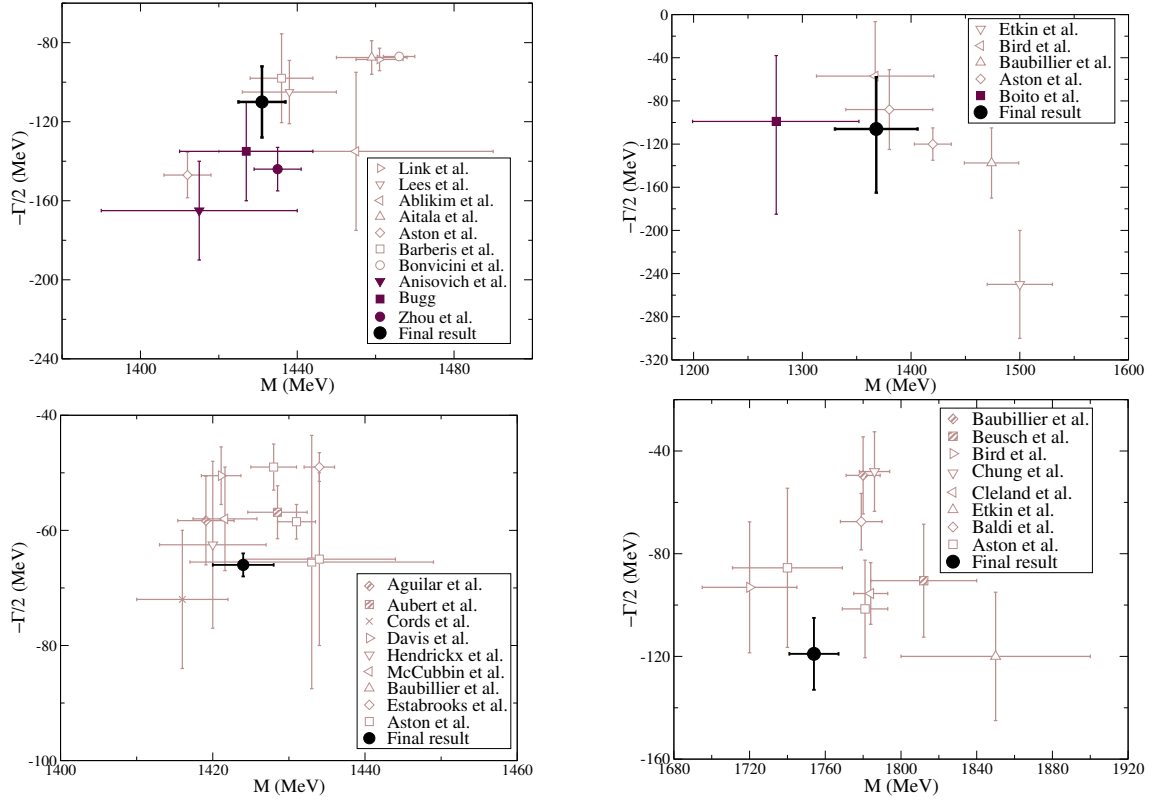 -80
-120
-160
-200
-240
1400
1440
1480
M (MeV)
−Γ/2 (MeV)
Link et al.
Lees et al.
Ablikim et al.
Aitala et al.
Aston et al.
Barberis et al.
Bonvicini et al.
Anisovich et al.
Bugg
Zhou et al.
Final result
0
-40
-80
-120
-160
-200
-240
-280
-320
1200
1300
1400
1500
1600
M (MeV)
−Γ/2 (MeV)
Etkin et al.
Bird et al.
Baubillier et al.
Aston et al.
Boito et al.
Final result
-40
-60
-80
-100
1400
1420
1440
1460
M (MeV)
−Γ/2 (MeV)
Aguilar et al.
Aubert et al.
Cords et al.
Davis et al.
Hendrickx et al.
McCubbin et al.
Baubillier et al.
Estabrooks et al.
Aston et al.
Final result
-40
-80
-120
-160
1680
1720
1760
1800
1840
1880
1920
M (MeV)
−Γ/2 (MeV)
Baubillier et al.
Beusch et al.
Bird et al.
Chung et al.
Cleland et al.
Etkin et al.
Baldi et al.
Aston et al.
Final result